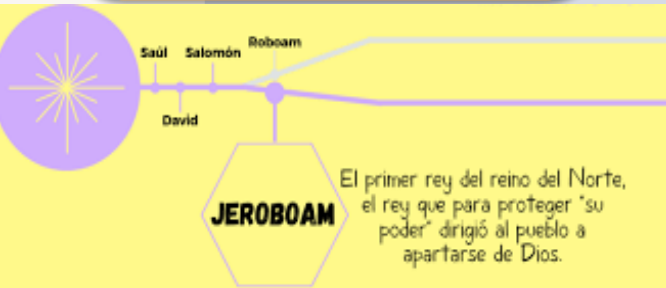 Saúl
David
Salomón
Roboam
JEROBOAM
El primer rey del reino del Norte,
el rey que para proteger "su
poder" dirigió al pueblo a
apartarse de Dios.